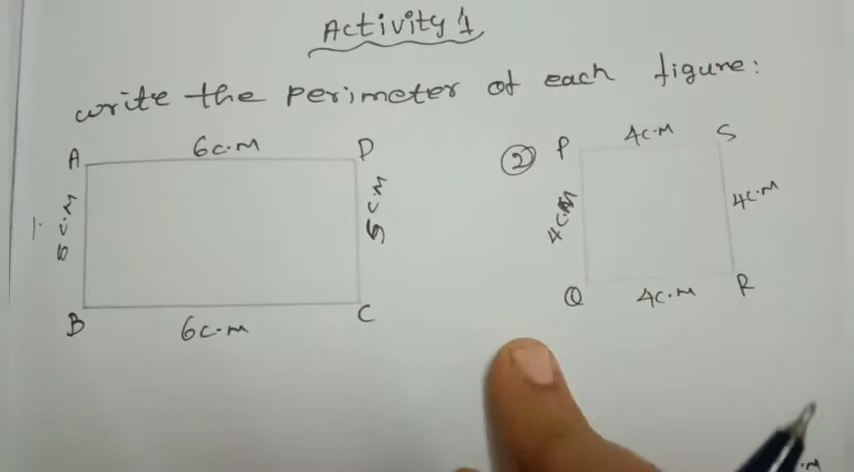 Activity 1
write the perimeter of each figure:
1.
A 6c.m D
5 c.m 5 c.m
B 6c.m C
② P 4c.m S
4c.m 4c.m
Q 4c.m R